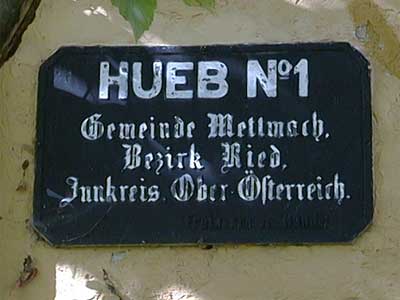 HUEB Nº1
Gemeinde Mettmach.
Bezirk Ried.
Innkreis. Ober-Österreich.